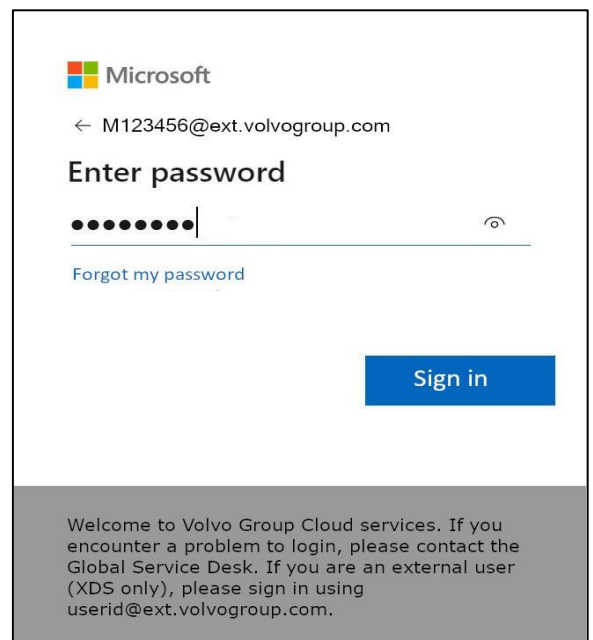 Microsoft
← M123456@ext.volvogroup.com
Enter password
●●●●●●●●
Forgot my password
Sign in
Welcome to Volvo Group Cloud services. If you
encounter a problem to login, please contact the
Global Service Desk. If you are an external user
(XDS only), please sign in using
userid@ext.volvogroup.com.